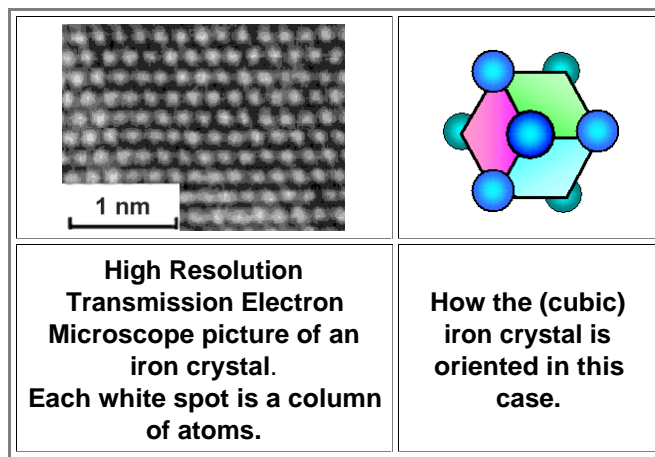 1 nm
High Resolution
Transmission Electron
Microscope picture of an
iron crystal.
Each white spot is a column
of atoms.
How the (cubic)
iron crystal is
oriented in this
case.